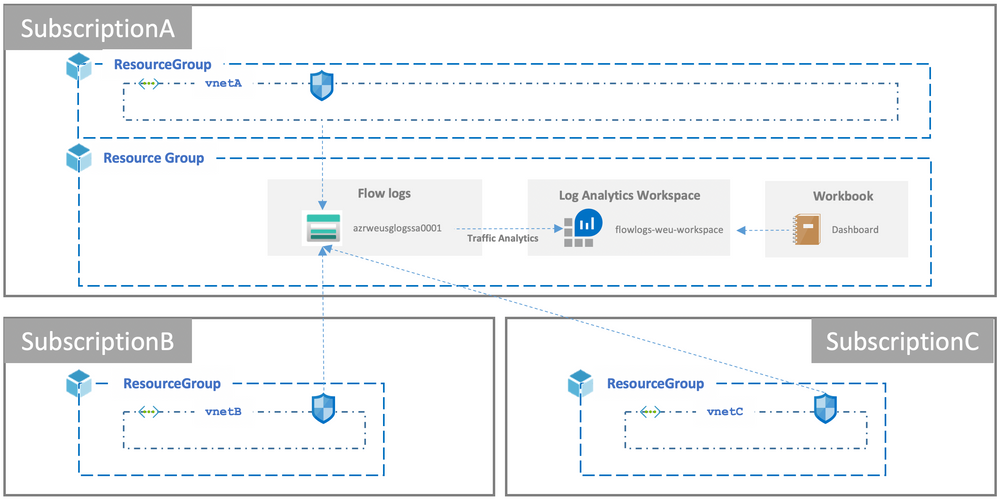 SubscriptionA
ResourceGroup
vnetA
Resource Group
Flow logs
Log Analytics Workspace
Workbook
azrweusglogssa0001
Traffic Analytics
flowlogs-weu-workspace
Dashboard
SubscriptionB
SubscriptionC
ResourceGroup
ResourceGroup
vnetB
vnetC